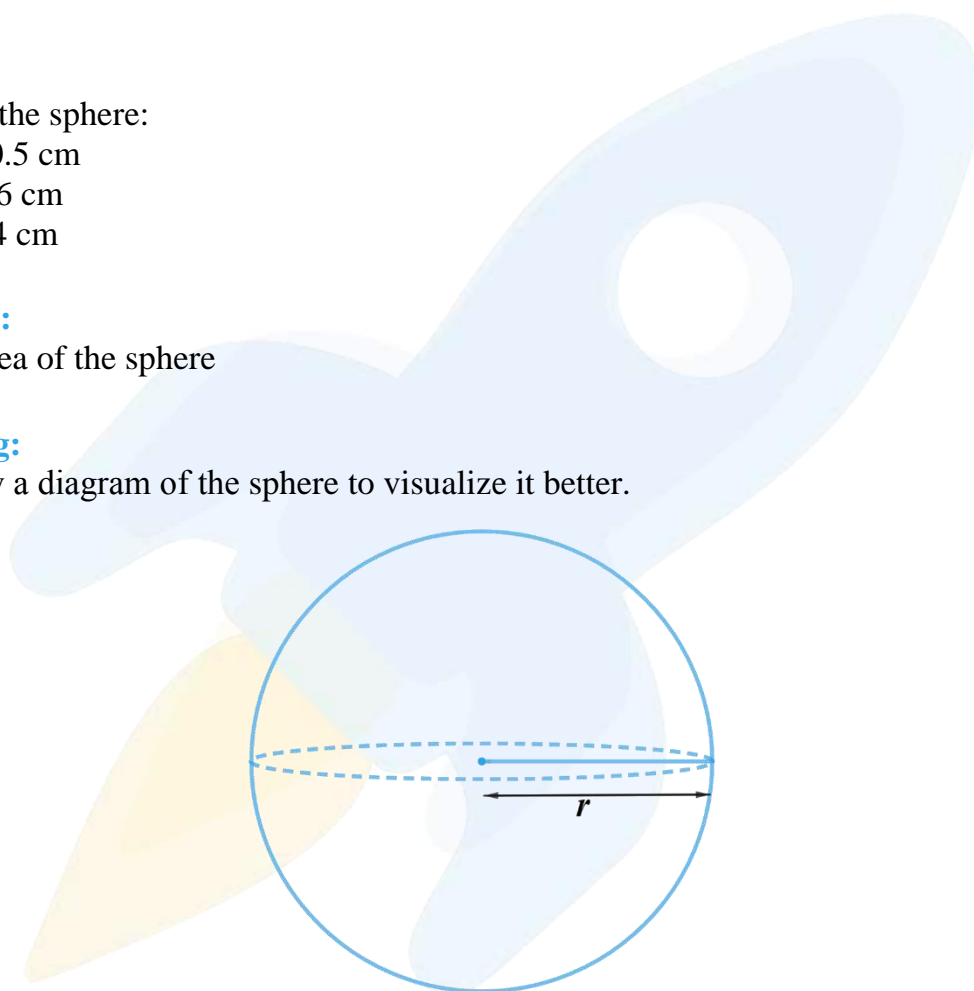 the sphere:
0.5 cm
6 cm
4 cm
:
ea of the sphere
g:
a diagram of the sphere to visualize it better.
r